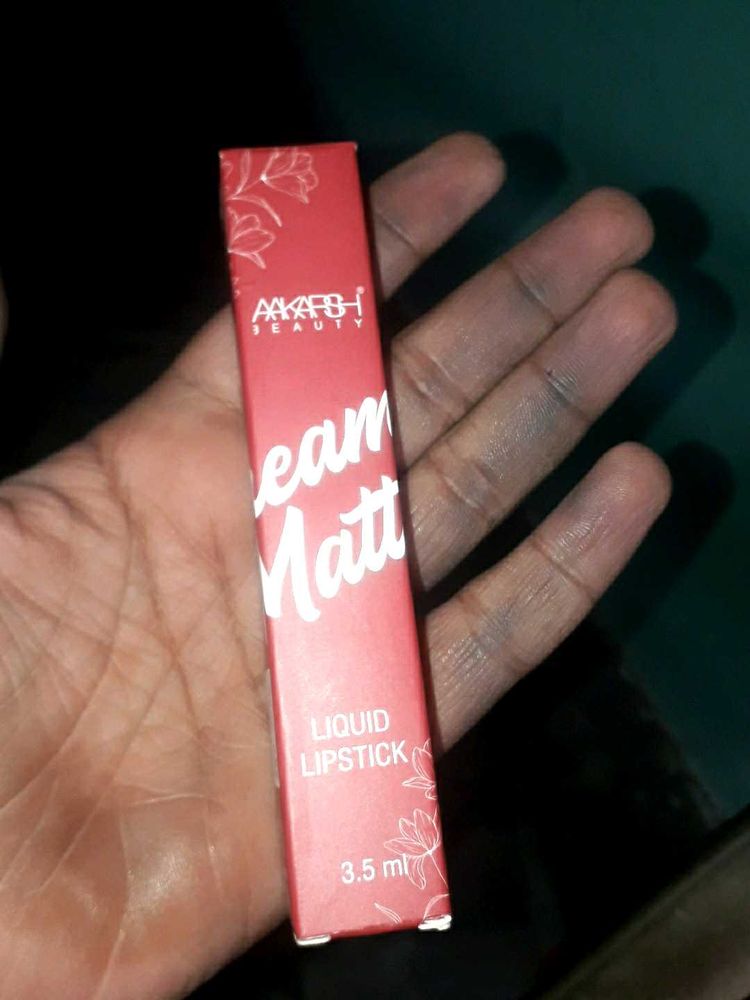 AAKARSH®
BEAUTY
eam
Matt
LIQUID
LIPSTICK
3.5 ml